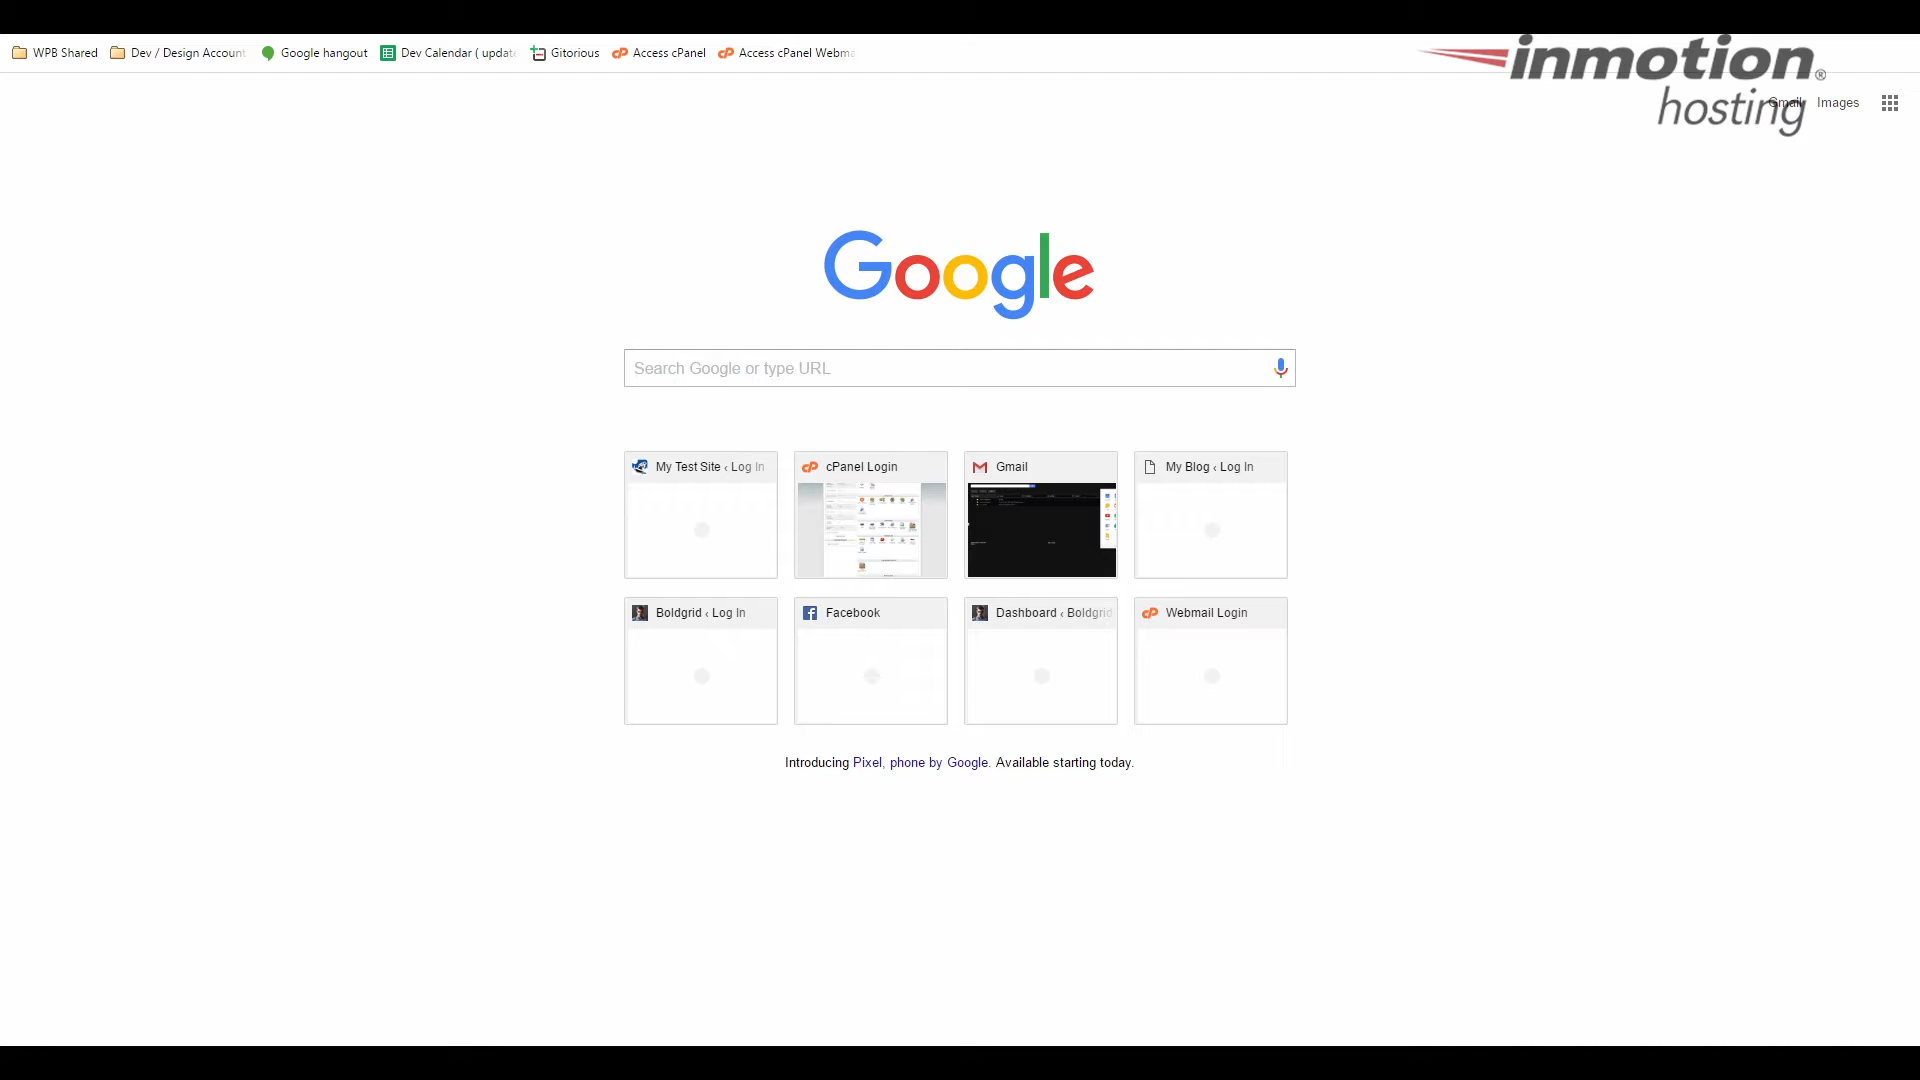 WPB Shared
Dev / Design Account
Google hangout
Dev Calendar ( update
Gitorious
Access cPanel
Access cPanel Webma
inmotion®
hosting
Gmail
Images
Google
Search Google or type URL
My Test Site ‹ Log In
cPanel Login
Gmail
My Blog ‹ Log In
Boldgrid ‹ Log In
Facebook
Dashboard ‹ Boldgrid
Webmail Login
Introducing Pixel, phone by Google. Available starting today.